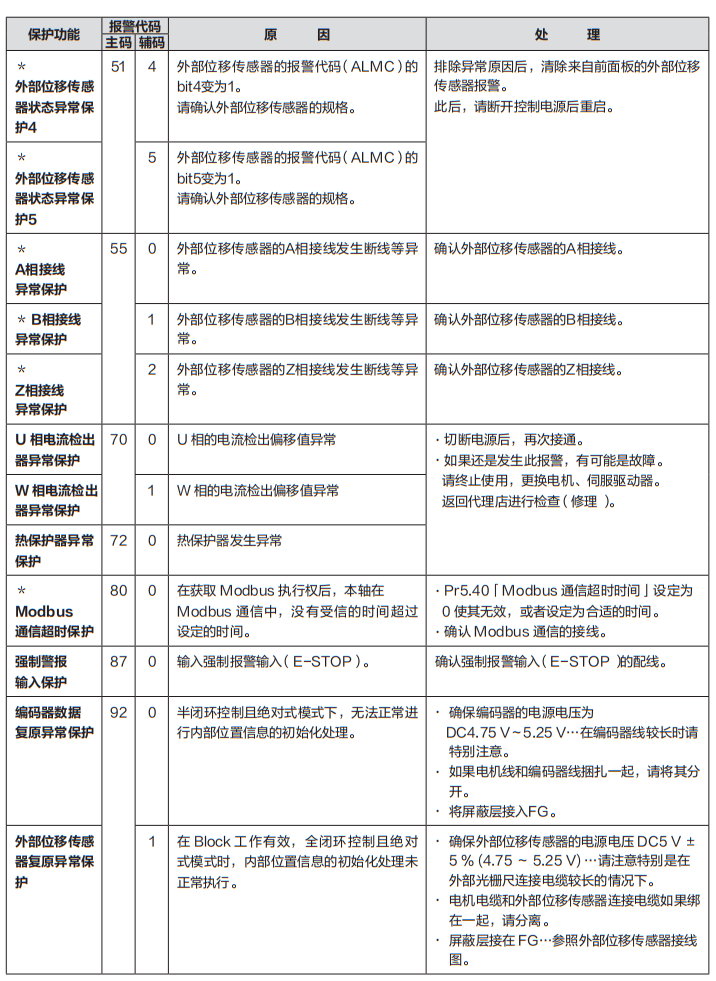 保护功能 报警代码 原 因 处 理
主码 辅码
＊
外部位移传感
器状态异常保
护4
51 4
外部位移传感器的报警代码（ALMC）的
bit4变为1。
请确认外部位移传感器的规格。
排除异常原因后，清除来自前面板的外部位移
传感器报警。
此后，请断开控制电源后重启。
＊
外部位移传感
器状态异常保
护5
5
外部位移传感器的报警代码（ALMC）的
bit5变为1。
请确认外部位移传感器的规格。
＊
A相接线
异常保护
55 0
外部位移传感器的A相接线发生断线等异
常。
确认外部位移传感器的A相接线。
＊ B相接线
异常保护
1
外部位移传感器的B相接线发生断线等异
常。
确认外部位移传感器的B相接线。
＊
Z相接线
异常保护
2
外部位移传感器的Z相接线发生断线等异
常。
确认外部位移传感器的Z相接线。
U 相电流检出
器异常保护
70 0
U 相的电流检出偏移值异常
・切断电源后，再次接通。
・如果还是发生此报警，有可能是故障。
请终止使用，更换电机、伺服驱动器。
返回代理店进行检查（修理 ）。
W 相电流检出
器异常保护
1
W 相的电流检出偏移值异常
热保护器异常
保护
72 0
热保护器发生异常
＊
Modbus
通信超时保护
80 0
在获取 Modbus 执行权后，本轴在
Modbus 通信中，没有受信的时间超过
设定的时间。
・Pr5.40「Modbus 通信超时时间」设定为
0 使其无效，或者设定为合适的时间。
・确认 Modbus 通信的接线。
强制警报
输入保护
87 0
输入强制报警输入（E-STOP）。
确认强制报警输入（E-STOP ）的配线。
编码器数据
复原异常保护
92 0
半闭环控制且绝对式模式下，无法正常进
行内部位置信息的初始化处理。
・ 确保编码器的电源电压为
DC4.75 V～5.25 V…在编码器线较长时请
特别注意。
・ 如果电机线和编码器线捆扎一起，请将其分
开。
・ 将屏蔽层接入FG。
外部位移传感
器复原异常保
护
1
在 Block 工作有效，全闭环控制且绝对
式模式时，内部位置信息的初始化处理未
正常执行。
・ 确保外部位移传感器的电源电压 DC5 V ±
5 % (4.75 ～ 5.25 V) …请注意特别是在
外部光栅尺连接电缆较长的情况下。
・ 电机电缆和外部位移传感器连接电缆如果绑
在一起，请分离。
・ 屏蔽层接在 FG…参照外部位移传感器接线
图。